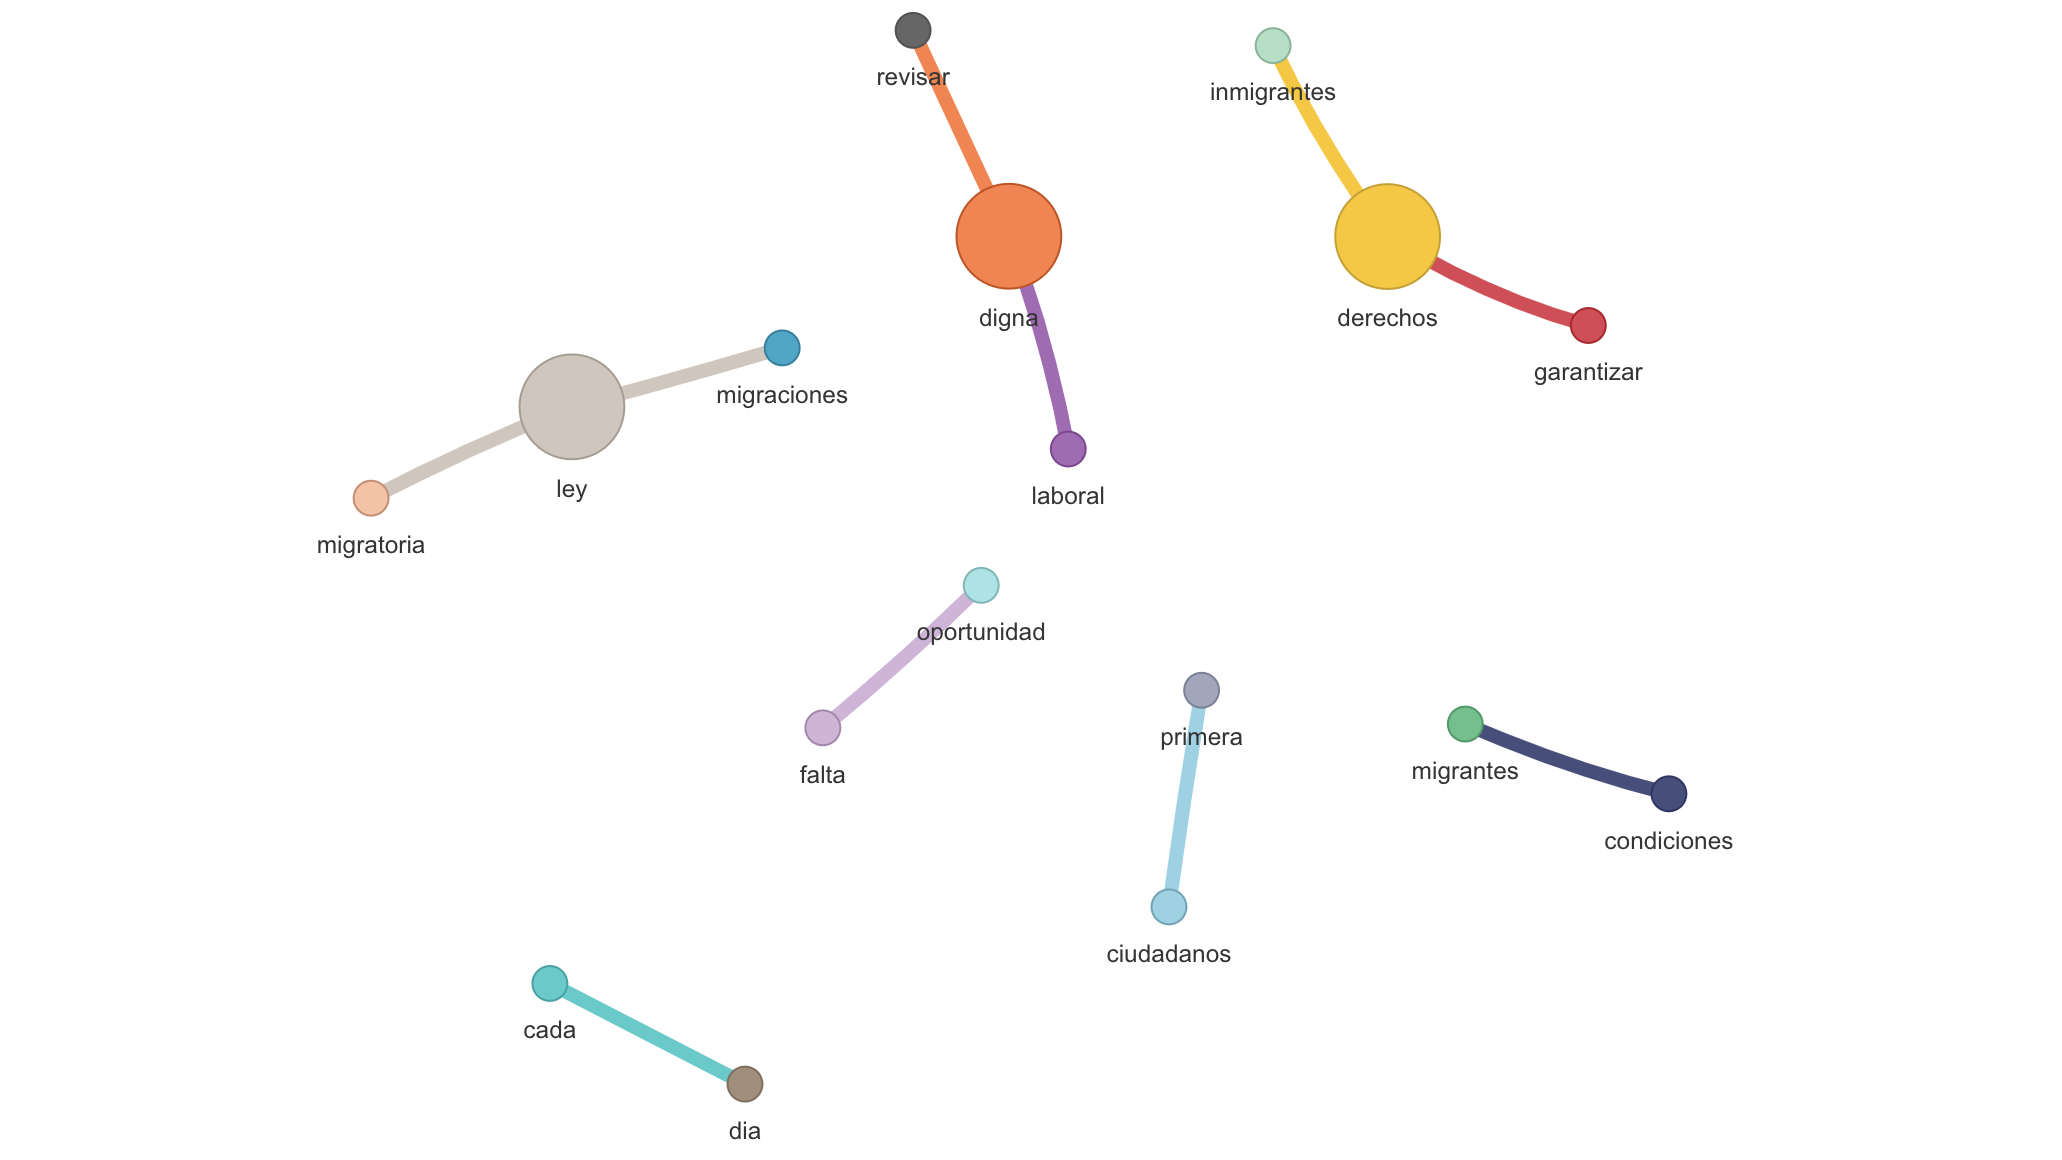 revisar
inmigrantes
digna
derechos
garantizar
migraciones
ley
laboral
migratoria
oportunidad
primera
migrantes
falta
condiciones
ciudadanos
cada
dia